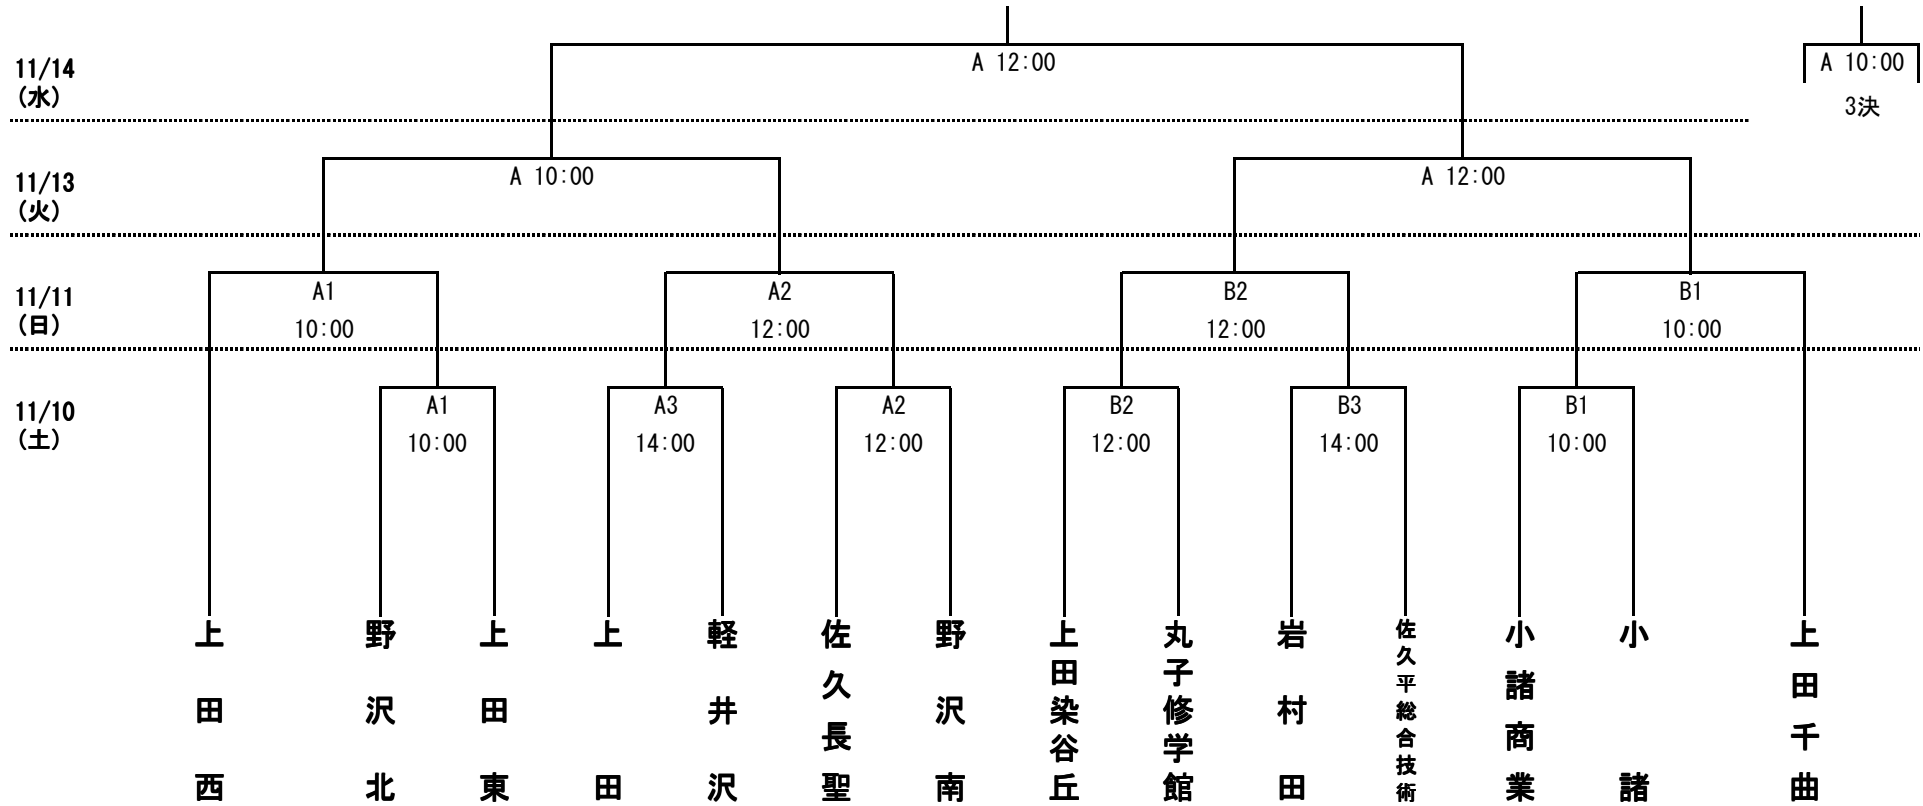 A 12:00
11/14
(水)
A 10:00
3決
11/13
(火)
A 10:00
A 12:00
11/11
(日)
A1
10:00
A2
12:00
B2
12:00
B1
10:00
11/10
(土)
A1
10:00
A3
14:00
A2
12:00
B2
12:00
B3
14:00
B1
10:00
上田西
野沢北
上田東
上田
軽井沢
佐久長聖
野沢南
上田染谷丘
丸子修学館
岩村田
佐久平総合技術
小諸商業
小諸
上田千曲